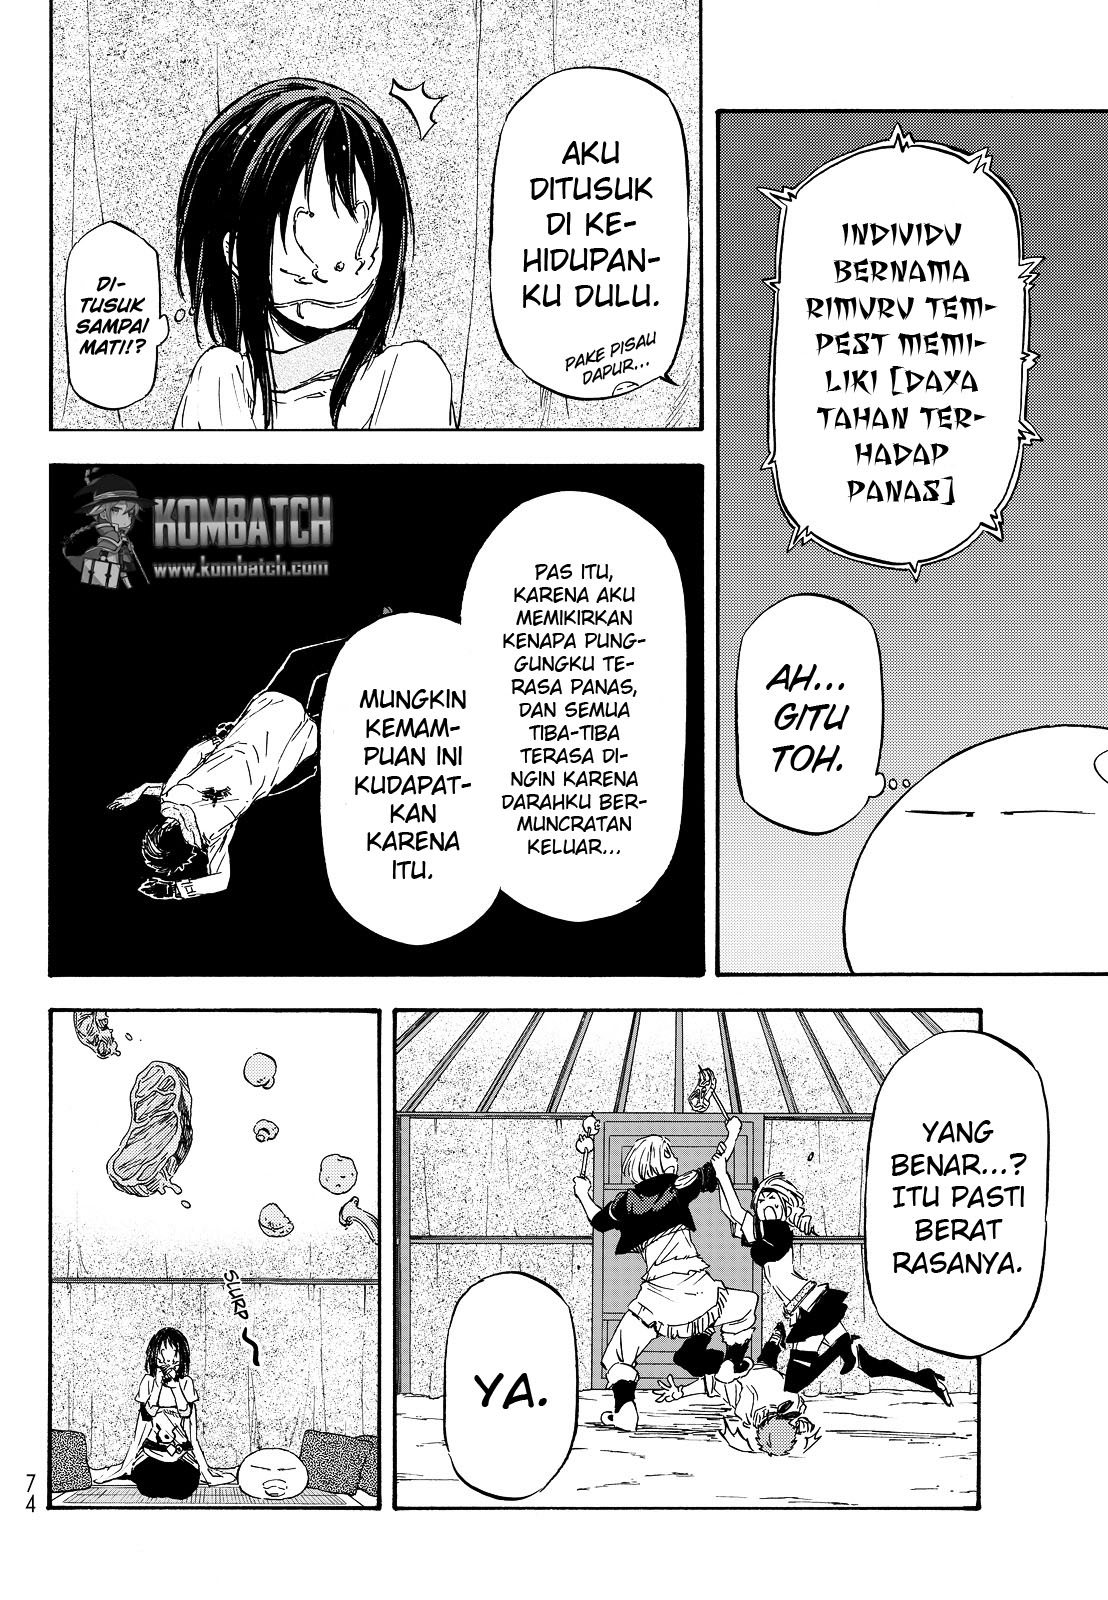 INDIVIDU
BERNAMA
RIMURU TEM-
PEST MEMI-
LIKI [DAYA
TAHAN TER-
HADAP
PANAS]
AH...
GITU
TOH.
AKU
DITUSUK
DI KE-
HIDUPAN-
KU DULU.
PAKE PISAU
DAPUR...
DI-
TUSUK
SAMPAI
MATI!?
KOMBATCH
www.kombatch.com
PAS ITU,
KARENA AKU
MEMIKIRKAN
KENAPA PUNG-
GUNGKU TE-
RASA PANAS,
DAN SEMUA
TIBA-TIBA
TERASA DI-
NGIN KARENA
DARAHKU BER-
MUNCRATAN
KELUAR...
MUNGKIN
KEMAM-
PUAN INI
KUDAPAT-
KAN
KARENA
ITU.
YANG
BENAR...?
ITU PASTI
BERAT
RASANYA.
YA.
SLURP
74